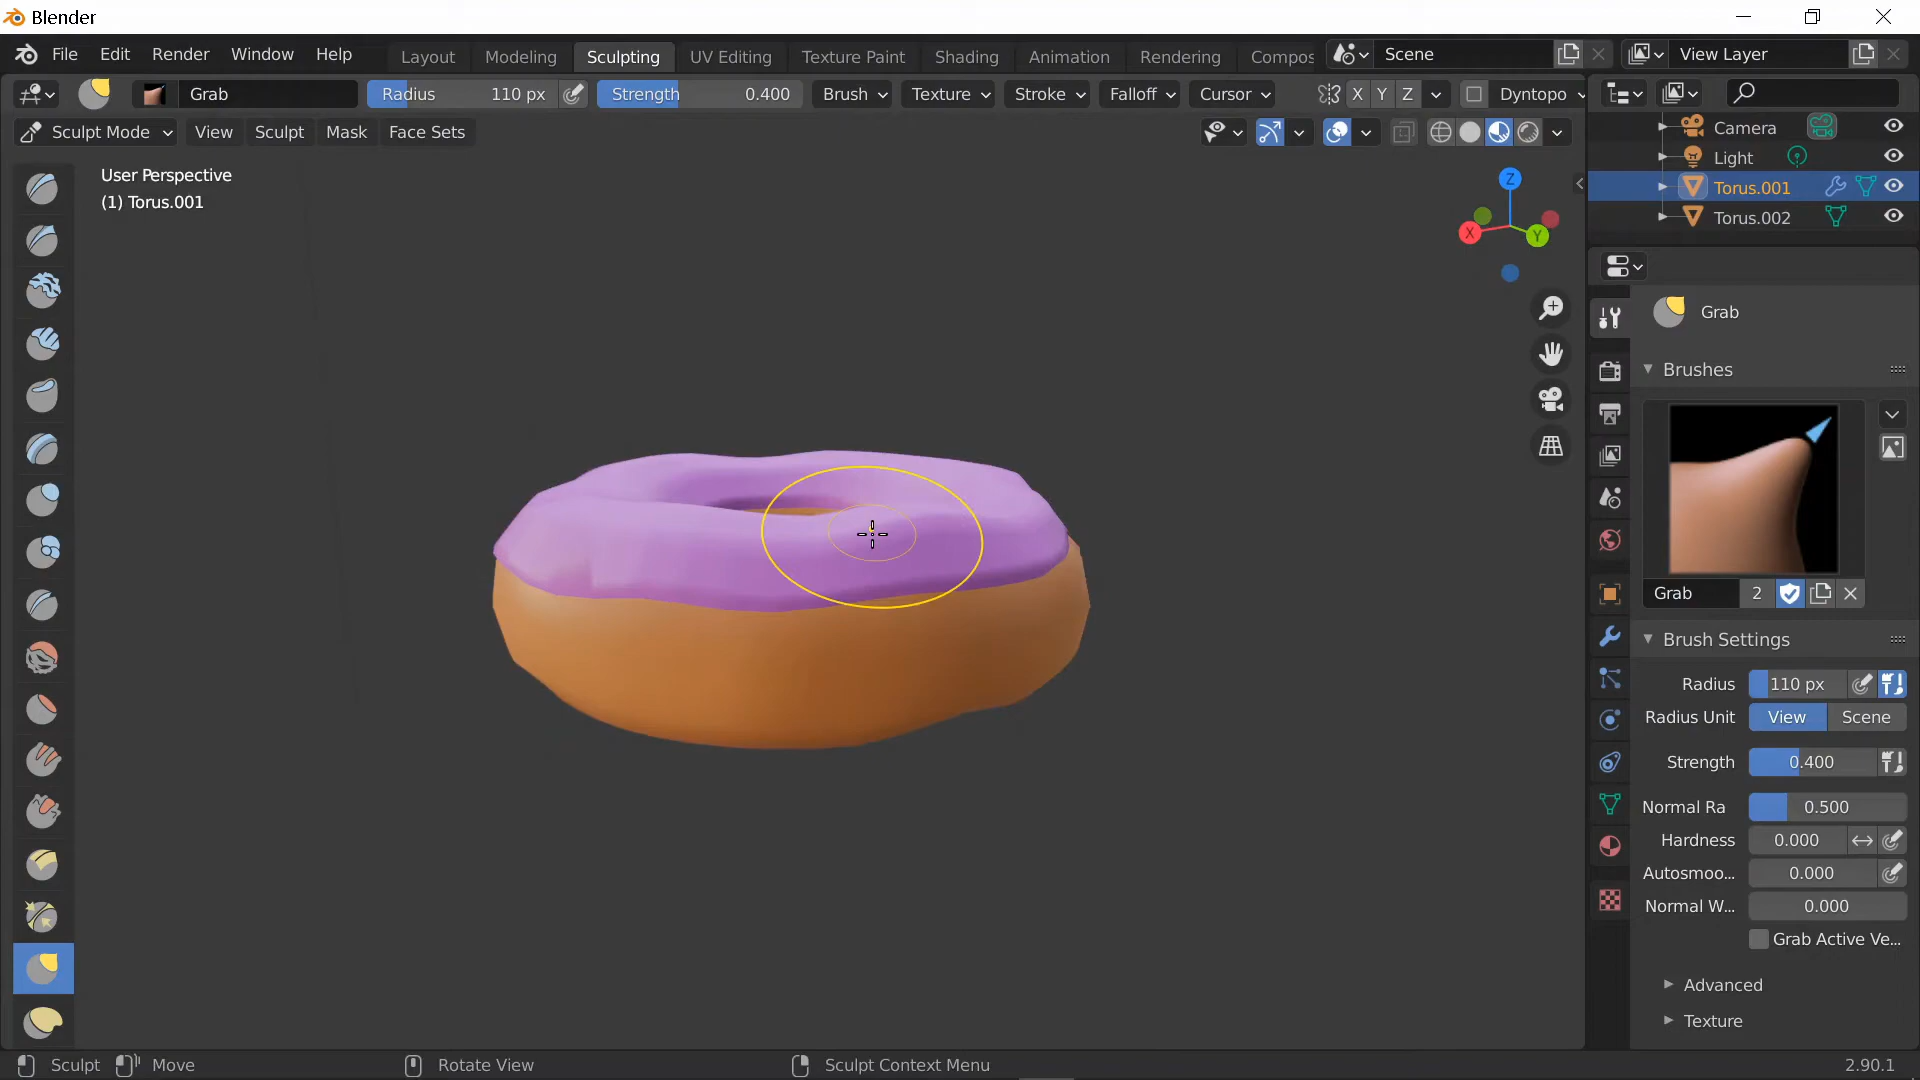 Blender
File Edit Render Window Help Layout Modeling Sculpting UV Editing Texture Paint Shading Animation Rendering Compos Scene View Layer
Grab Radius 110 px Strength 0.400 Brush Texture Stroke Falloff Cursor X Y Z Dyntopo
Sculpt Mode View Sculpt Mask Face Sets
User Perspective
(1) Torus.001
Z
X
Y
Camera
Light
Torus.001
Torus.002
Grab
Brushes
Grab 2
Brush Settings
Radius 110 px
Radius Unit View Scene
Strength 0.400
Normal Ra 0.500
Hardness 0.000
Autosmoo... 0.000
Normal W... 0.000
Grab Active Ve...
Advanced
Texture
Sculpt Move Rotate View Sculpt Context Menu 2.90.1